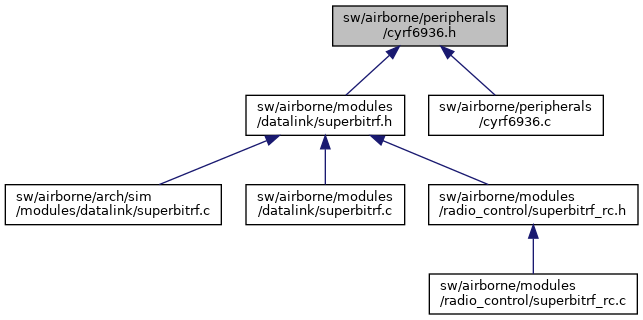 sw/airborne/peripherals
/cyrf6936.h
sw/airborne/modules
/datalink/superbitrf.h
sw/airborne/peripherals
/cyrf6936.c
sw/airborne/arch/sim
/modules/datalink/superbitrf.c
sw/airborne/modules
/datalink/superbitrf.c
sw/airborne/modules
/radio_control/superbitrf_rc.h
sw/airborne/modules
/radio_control/superbitrf_rc.c